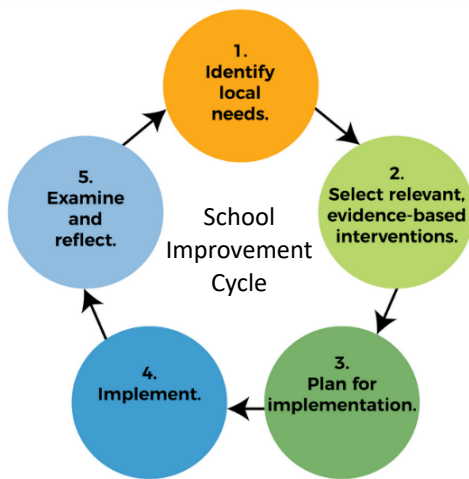 1.
Identify
local
needs.
2.
Select relevant,
evidence-based
interventions.
3.
Plan for
implementation.
4.
Implement.
5.
Examine
and
reflect.
School
Improvement
Cycle